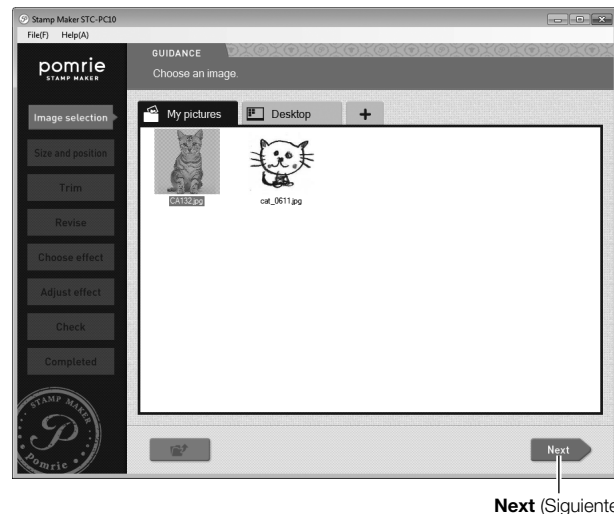 Stamp Maker STC-PC10
File(F) Help(A)
pomrie
STAMP MAKER
GUIDANCE
Choose an image.
Image selection
Size and position
Trim
Revise
Choose effect
Adjust effect
Check
Completed
My pictures Desktop +
CA132.jpg cat_0611.jpg
STAMP MAKER
P
Pomrie
Next
Next (Siguiente